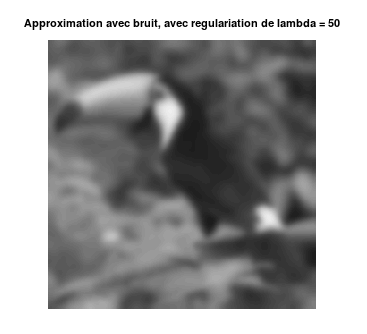 Approximation avec bruit, avec regulariation de lambda = 50